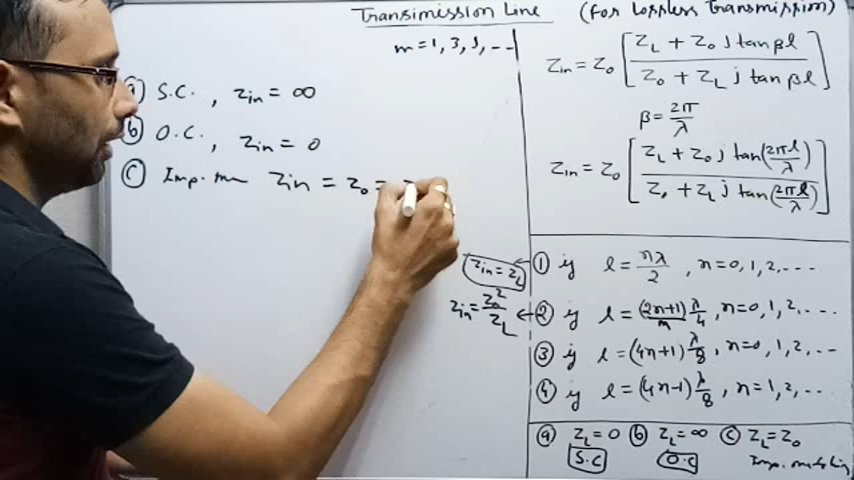 Transimission Line (For Lossless Transmission)
m = 1, 3, 5, ...
ⓐ S.C. , Zin = ∞
ⓑ O.C. , Zin = 0
ⓒ Imp. Zin = Z₀ =
Zin = Z₀ [ (ZL + Z₀ j tan βl) / (Z₀ + ZL j tan βl) ]
β = 2π/λ
Zin = Z₀ [ (ZL + Z₀ j tan(2πl/λ)) / (Z₀ + ZL j tan(2πl/λ)) ]
Zin = ZL ← ① if l = nλ/2 , n = 0, 1, 2, ....
Zin = Z₀²/ZL ← ② if l = (2n+1) λ/4 , n = 0, 1, 2, ...
m
③ if l = (4n+1) λ/8 , n = 0, 1, 2, ...
④ if l = (4n-1) λ/8 , n = 1, 2, ...
ⓐ ZL = 0 ⓑ ZL = ∞ ⓒ ZL = Z₀
S.C O.C Imp. matching